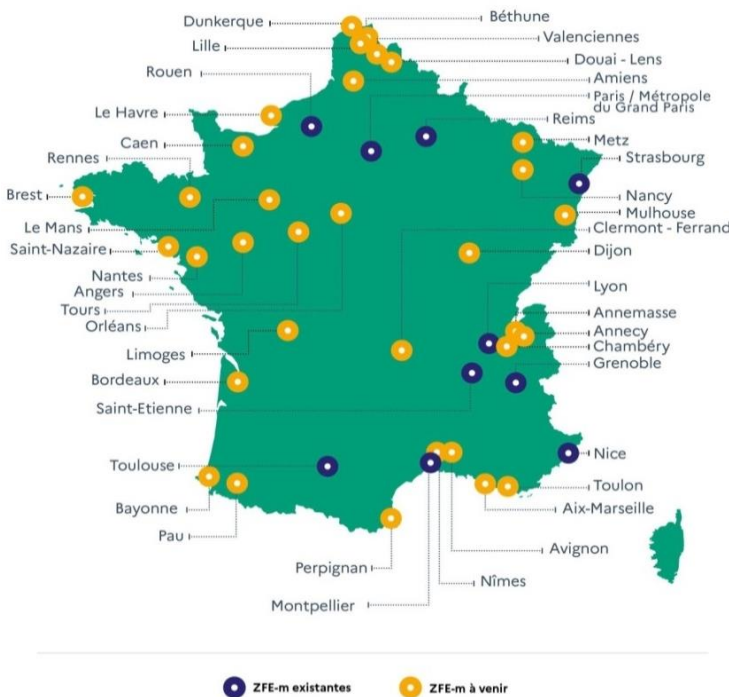 Dunkerque
Béthune
Valenciennes
Lille
Douai - Lens
Rouen
Amiens
Paris / Métropole
du Grand Paris
Le Havre
Reims
Caen
Metz
Rennes
Strasbourg
Brest
Nancy
Mulhouse
Le Mans
Clermont - Ferrand
Saint-Nazaire
Dijon
Nantes
Lyon
Angers
Tours
Annemasse
Orléans
Annecy
Limoges
Chambéry
Grenoble
Bordeaux
Saint-Etienne
Nice
Toulouse
Toulon
Bayonne
Aix-Marseille
Pau
Avignon
Perpignan
Nîmes
Montpellier
ZFE-m existantes
ZFE-m à venir